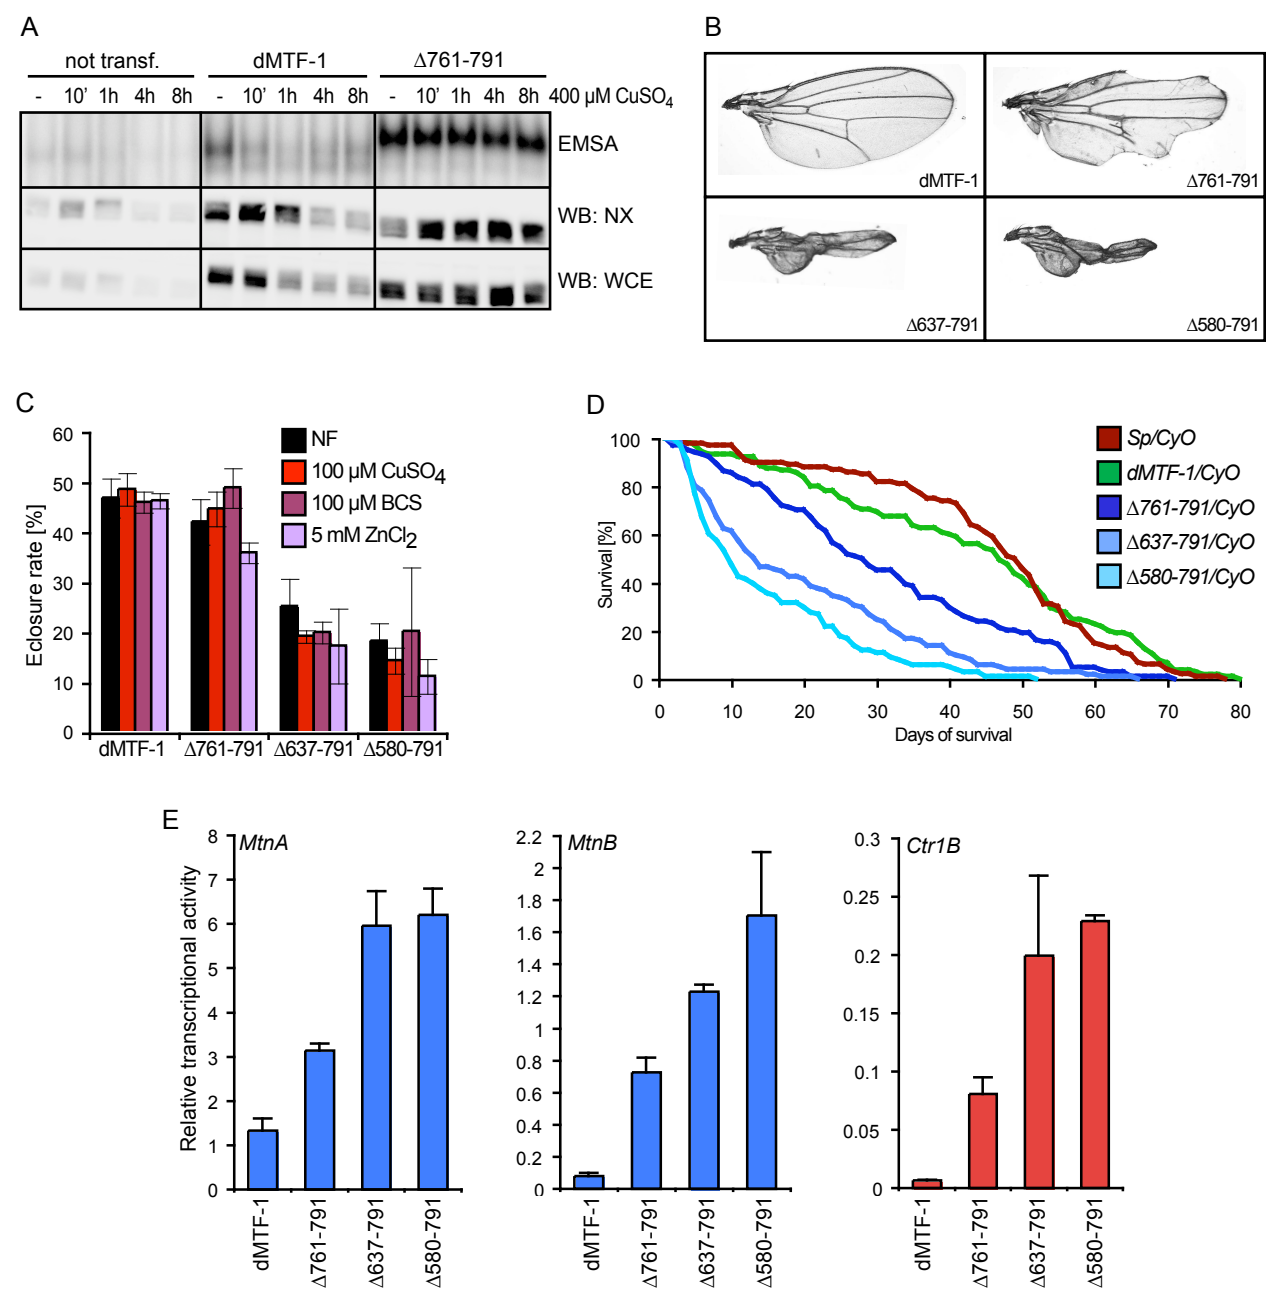 A
not transf. dMTF-1 Δ761-791
- 10’ 1h 4h 8h - 10’ 1h 4h 8h - 10’ 1h 4h 8h 400 µM CuSO4
EMSA
WB: NX
WB: WCE
B
dMTF-1
Δ761-791
Δ637-791
Δ580-791
C
Eclosure rate [%]
60
50
40
30
20
10
0
NF
100 µM CuSO4
100 µM BCS
5 mM ZnCl2
dMTF-1 Δ761-791 Δ637-791 Δ580-791
D
Survival [%]
100
80
60
40
20
0
0 10 20 30 40 50 60 70 80
Days of survival
Sp/CyO
dMTF-1/CyO
Δ761-791/CyO
Δ637-791/CyO
Δ580-791/CyO
E
Relative transcriptional activity
MtnA
8
7
6
5
4
3
2
1
0
dMTF-1
Δ761-791
Δ637-791
Δ580-791
MtnB
2.2
2
1.8
1.6
1.4
1.2
1
0.8
0.6
0.4
0.2
0
dMTF-1
Δ761-791
Δ637-791
Δ580-791
Ctr1B
0.3
0.25
0.2
0.15
0.1
0.05
0
dMTF-1
Δ761-791
Δ637-791
Δ580-791